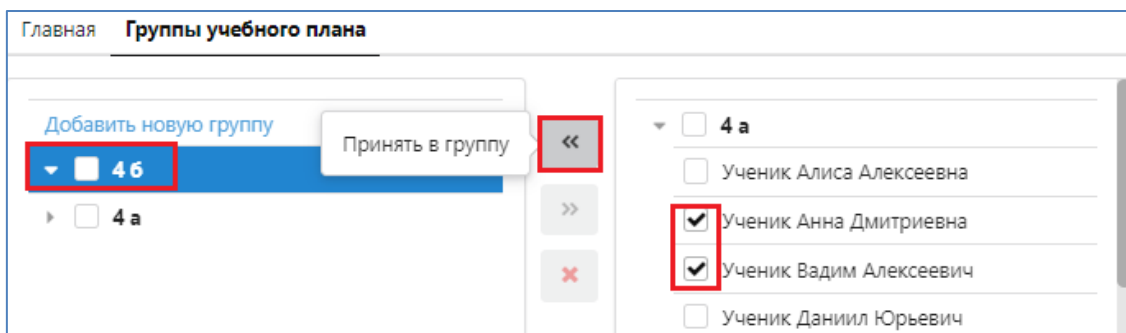 Главная Группы учебного плана
Добавить новую группу
4 б
4 а
Принять в группу
4 а
Ученик Алиса Алексеевна
Ученик Анна Дмитриевна
Ученик Вадим Алексеевич
Ученик Даниил Юрьевич